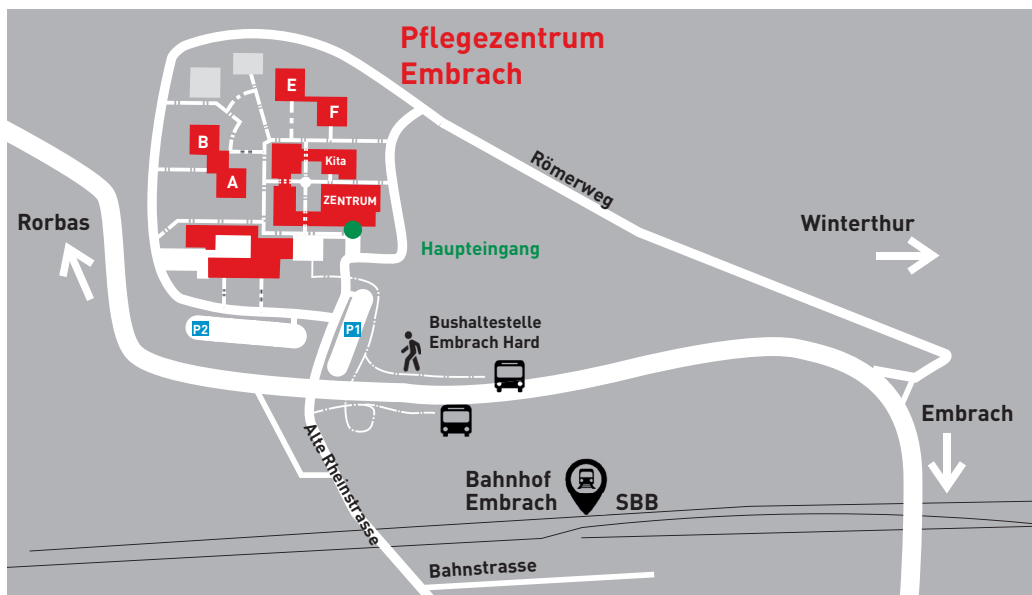 Pflegezentrum
Embrach
E
F
B
A
Kita
ZENTRUM
Römerweg
Rorbas
Winterthur
Haupteingang
P2
P1
Bushaltestelle
Embrach Hard
Embrach
Alte Rheinstrasse
Bahnhof
Embrach SBB
Bahnstrasse